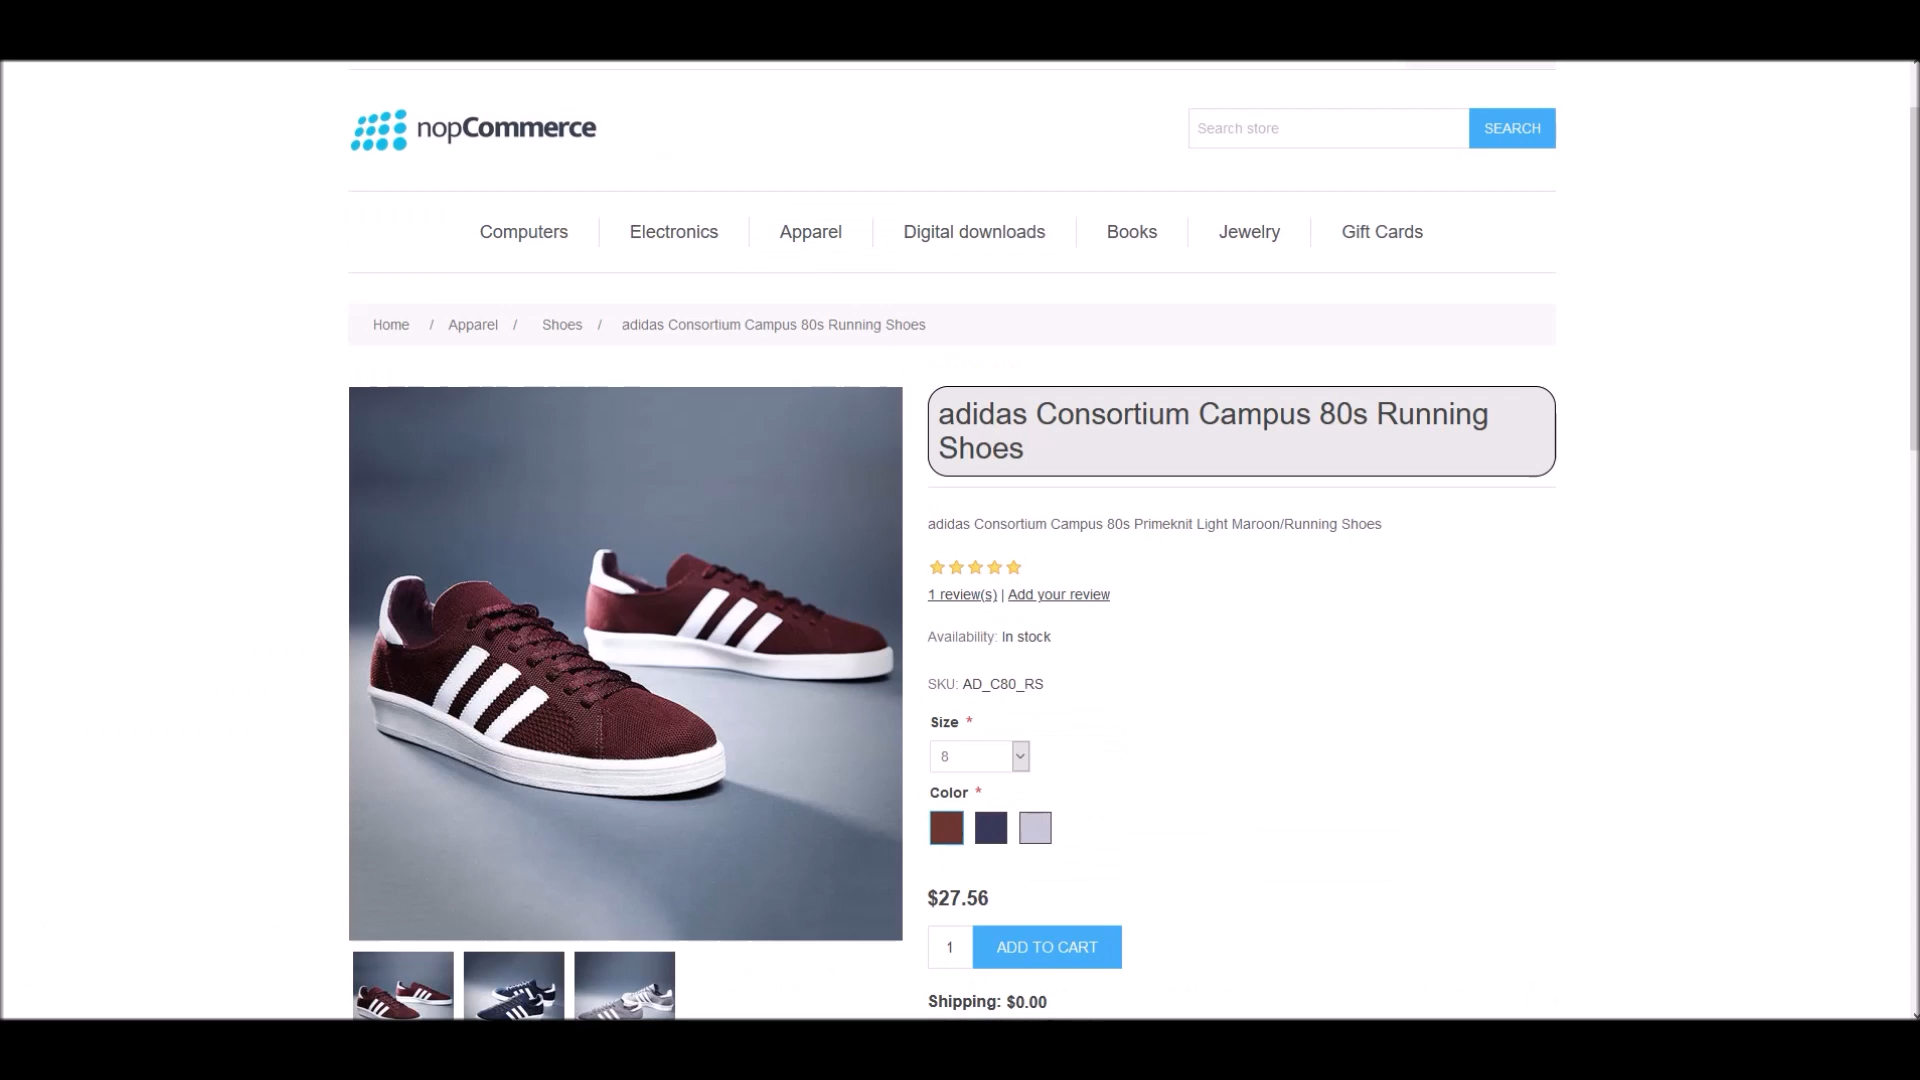 nopCommerce
Search store
SEARCH
Computers
Electronics
Apparel
Digital downloads
Books
Jewelry
Gift Cards
Home / Apparel / Shoes / adidas Consortium Campus 80s Running Shoes
adidas Consortium Campus 80s Running
Shoes
adidas Consortium Campus 80s Primeknit Light Maroon/Running Shoes
1 review(s) | Add your review
Availability: In stock
SKU: AD_C80_RS
Size *
8
Color *
$27.56
1
ADD TO CART
Shipping: $0.00